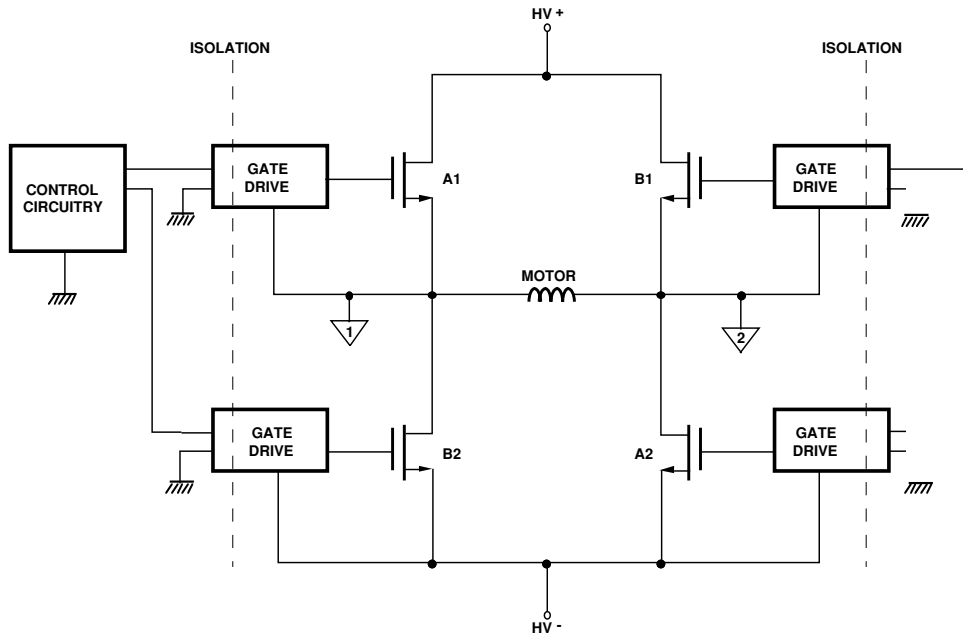 HV +
ISOLATION
ISOLATION
CONTROL
CIRCUITRY
GATE
DRIVE
A1
B1
GATE
DRIVE
MOTOR
1
2
GATE
DRIVE
B2
A2
GATE
DRIVE
HV -